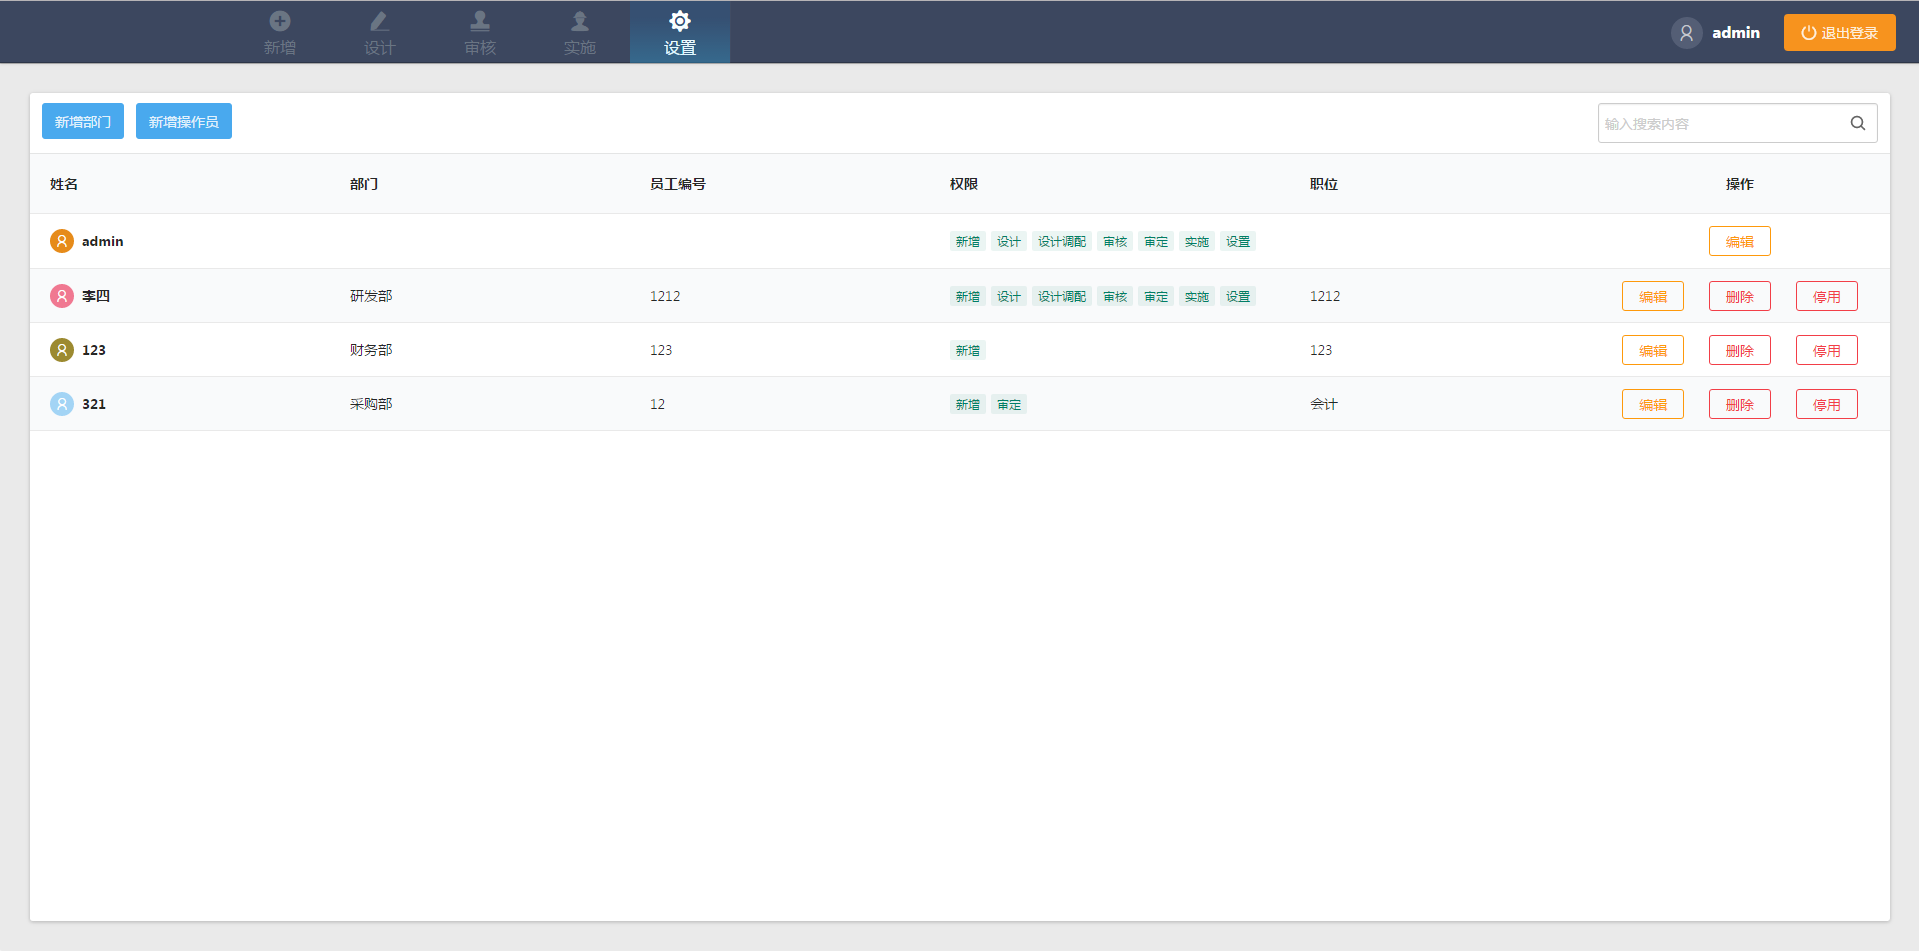 新增 设计 审核 实施 设置 admin 退出登录
新增部门 新增操作员 输入搜索内容
姓名 部门 员工编号 权限 职位 操作
admin 新增 设计 设计调配 审核 审定 实施 设置 编辑
李四 研发部 1212 新增 设计 设计调配 审核 审定 实施 设置 1212 编辑 删除 停用
123 财务部 123 新增 123 编辑 删除 停用
321 采购部 12 新增 审定 会计 编辑 删除 停用